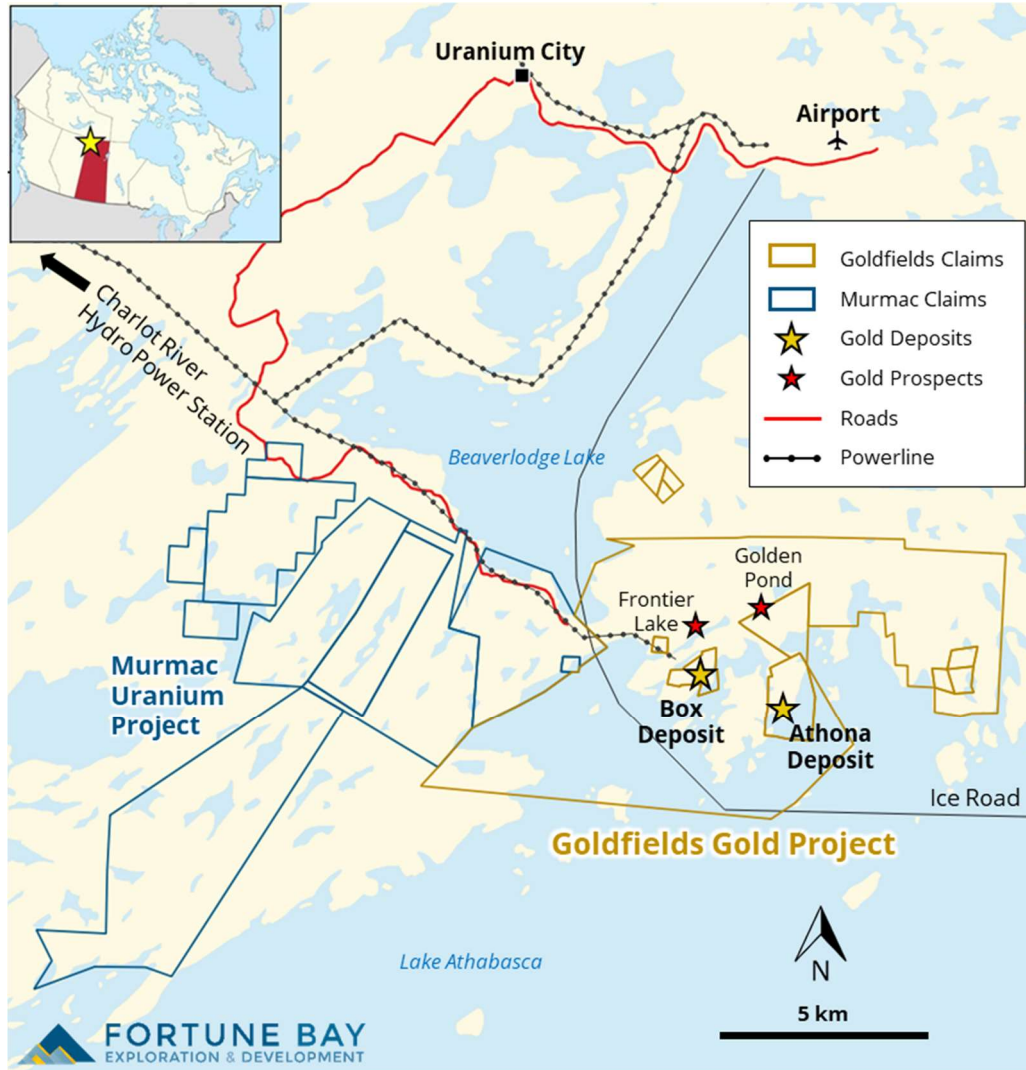 Uranium City
Airport
Goldfields Claims
Murmac Claims
Gold Deposits
Gold Prospects
Roads
Powerline
Charlot River
Hydro Power Station
Beaverlodge Lake
Golden
Pond
Frontier
Lake
Murmac
Uranium
Project
Box
Deposit
Athona
Deposit
Ice Road
Goldfields Gold Project
Lake Athabasca
N
5 km
FORTUNE BAY
EXPLORATION & DEVELOPMENT